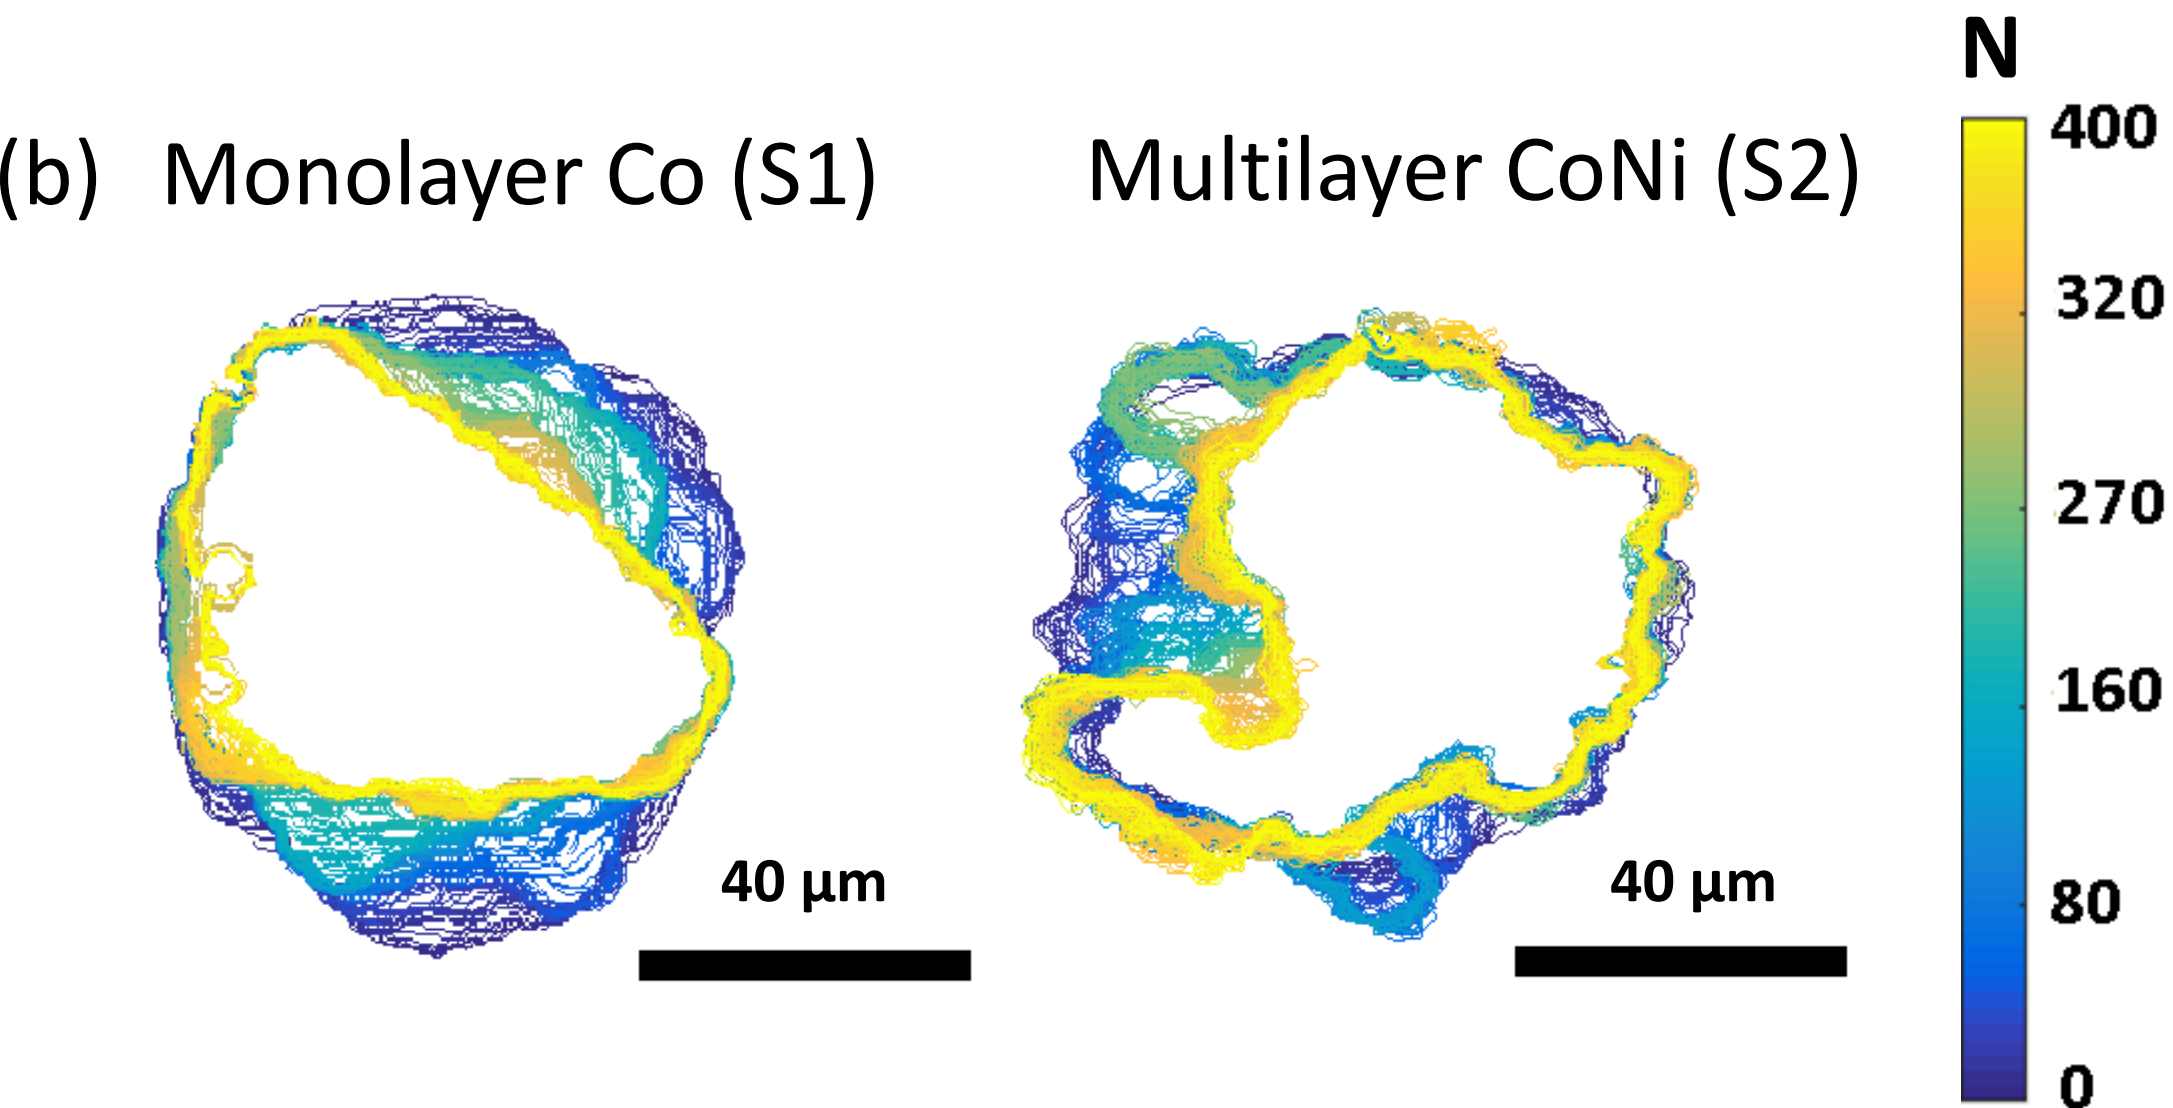 (b) Monolayer Co (S1)
Multilayer CoNi (S2)
N
400
320
270
160
80
0
40 µm
40 µm